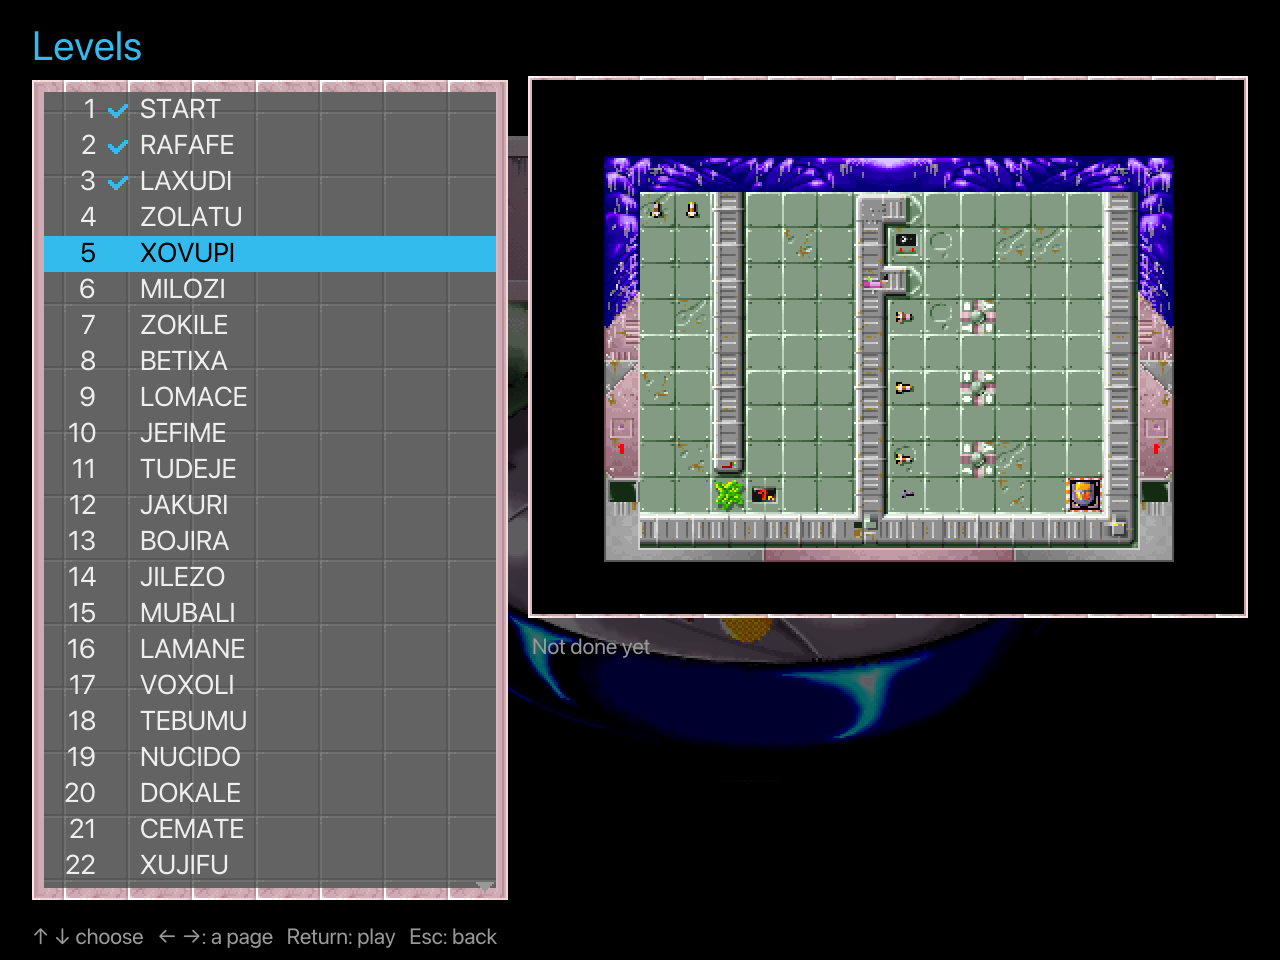 Levels
1 START
2 RAFAFE
3 LAXUDI
4 ZOLATU
5 XOVUPI
6 MILOZI
7 ZOKILE
8 BETIXA
9 LOMACE
10 JEFIME
11 TUDEJE
12 JAKURI
13 BOJIRA
14 JILEZO
15 MUBALI
16 LAMANE
17 VOXOLI
18 TEBUMU
19 NUCIDO
20 DOKALE
21 CEMATE
22 XUJIFU
Not done yet
↑ ↓ choose ← →: a page Return: play Esc: back